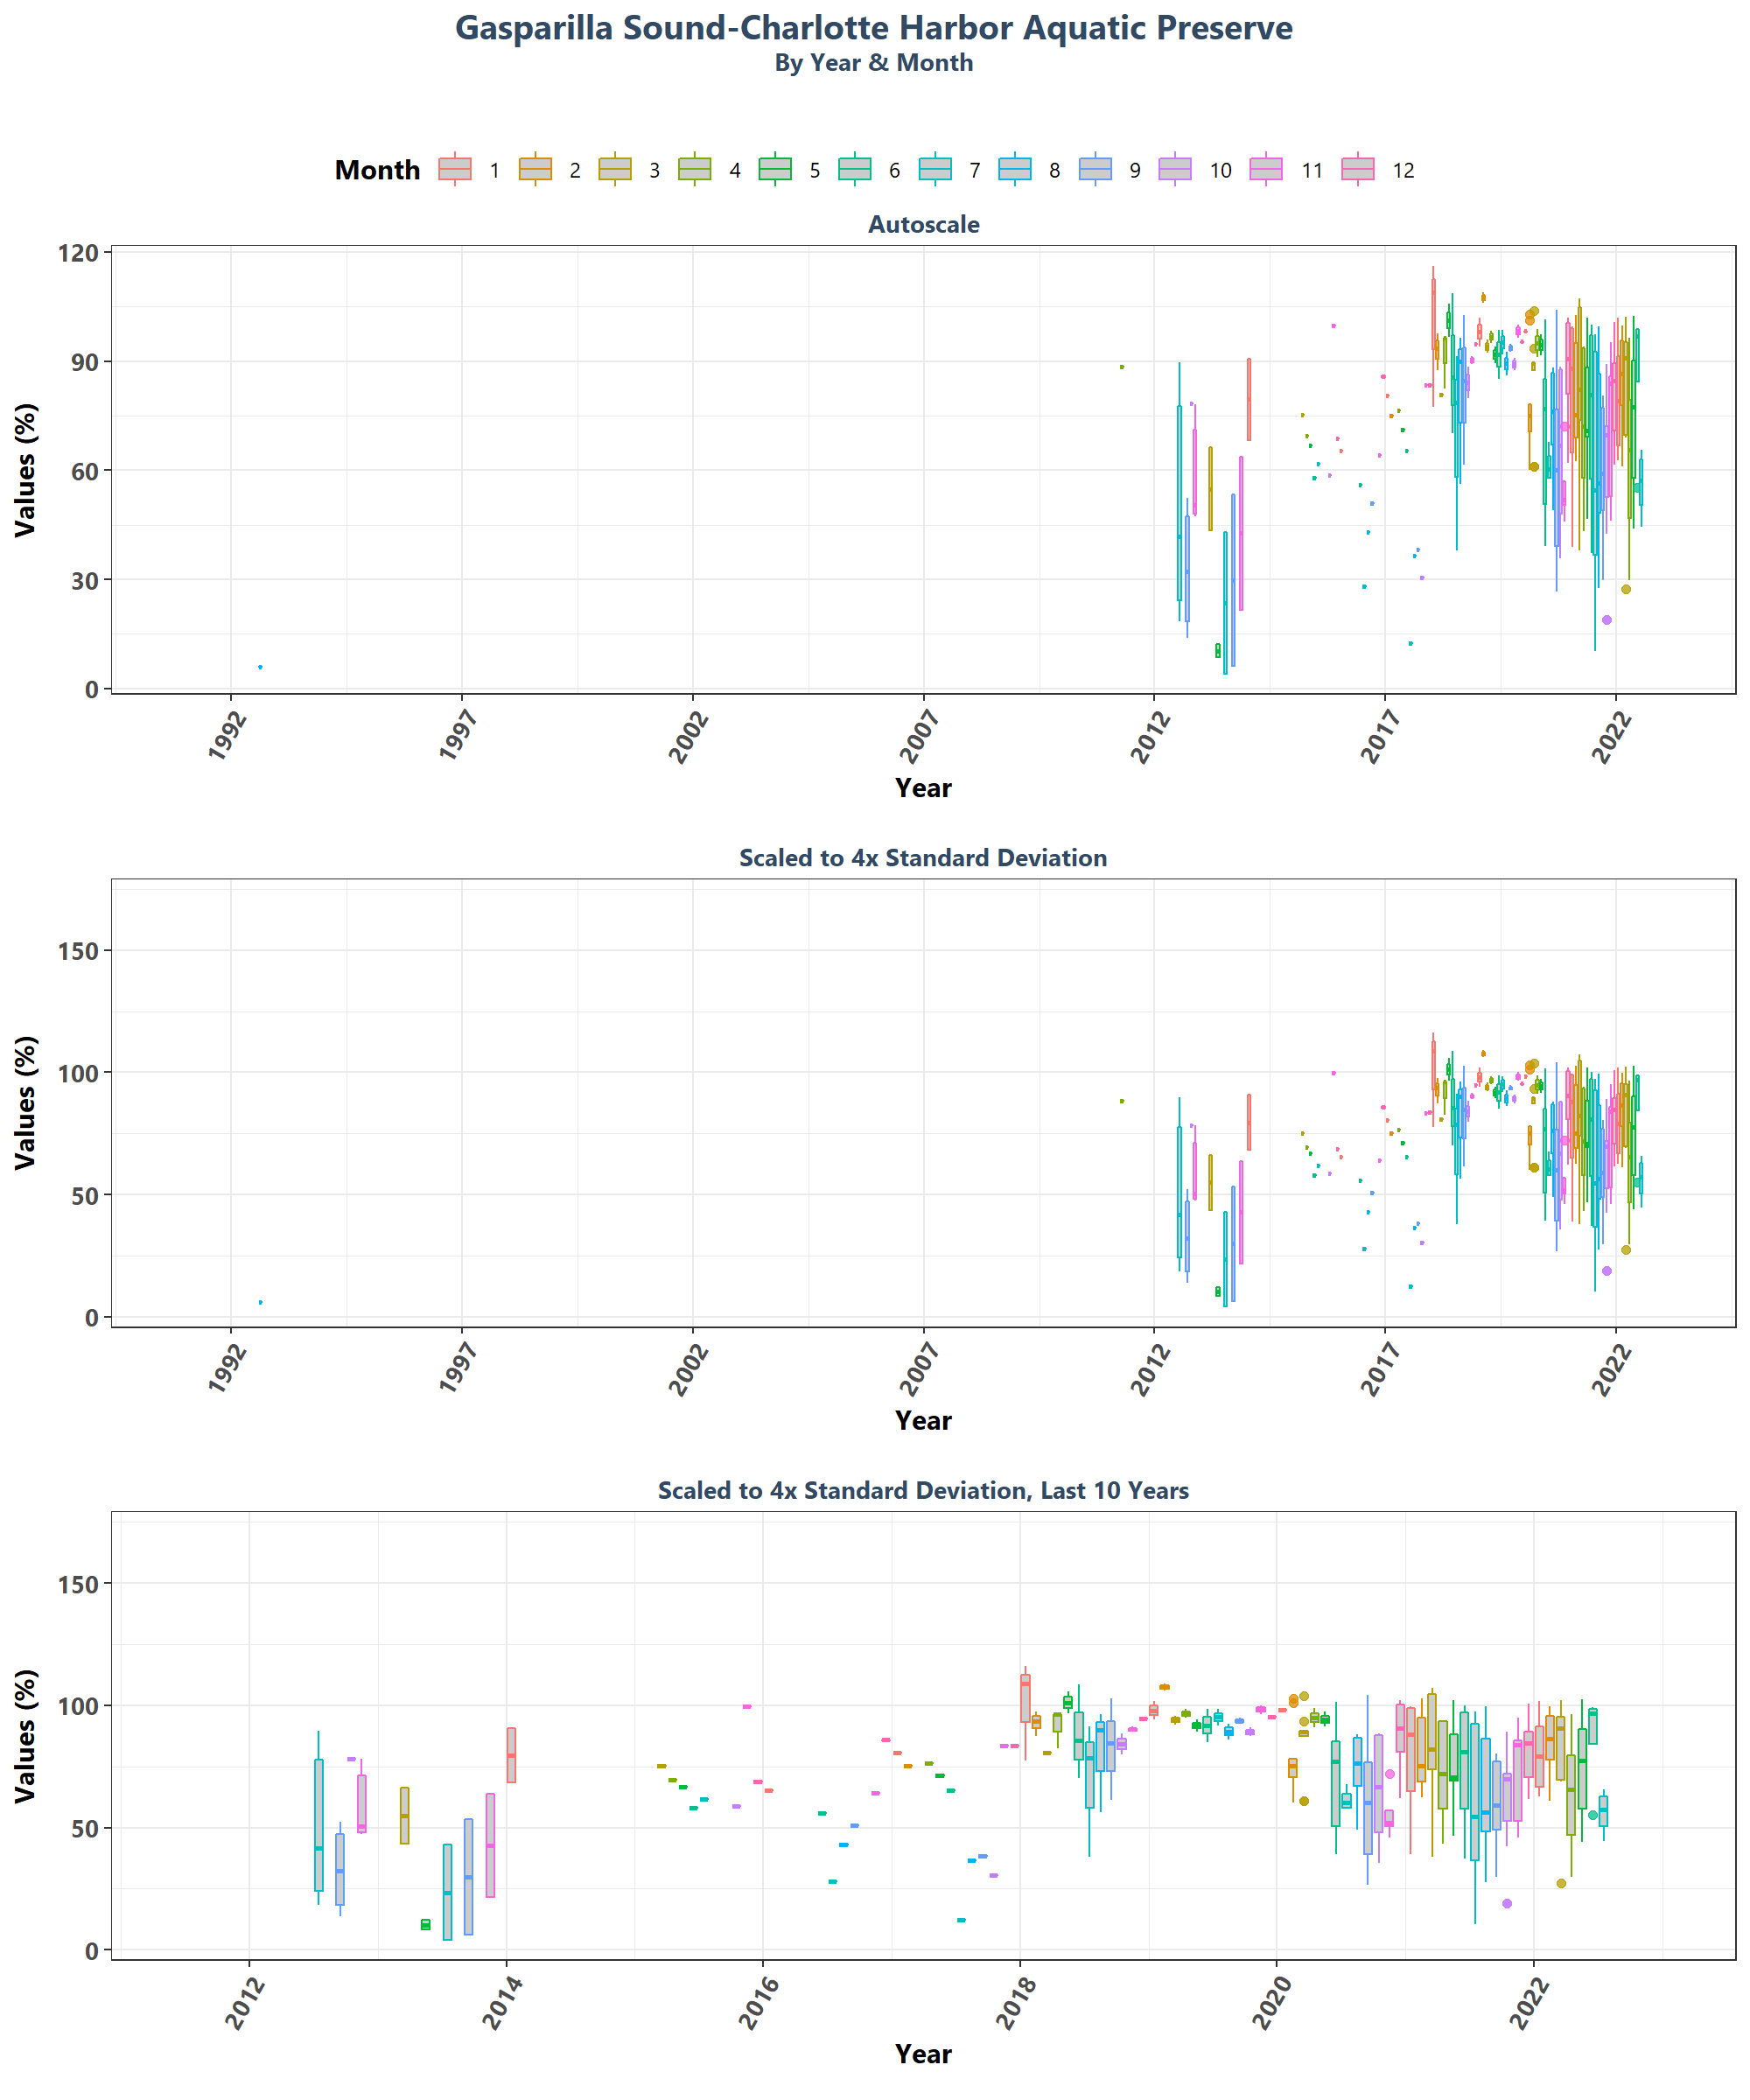 Gasparilla Sound-Charlotte Harbor Aquatic Preserve
By Year & Month
Month 1 2 3 4 5 6 7 8 9 10 11 12
Autoscale
120
90
60
30
0
Values (%)
1992 1997 2002 2007 2012 2017 2022
Year
Scaled to 4x Standard Deviation
150
100
50
0
Values (%)
1992 1997 2002 2007 2012 2017 2022
Year
Scaled to 4x Standard Deviation, Last 10 Years
150
100
50
0
Values (%)
2012 2014 2016 2018 2020 2022
Year